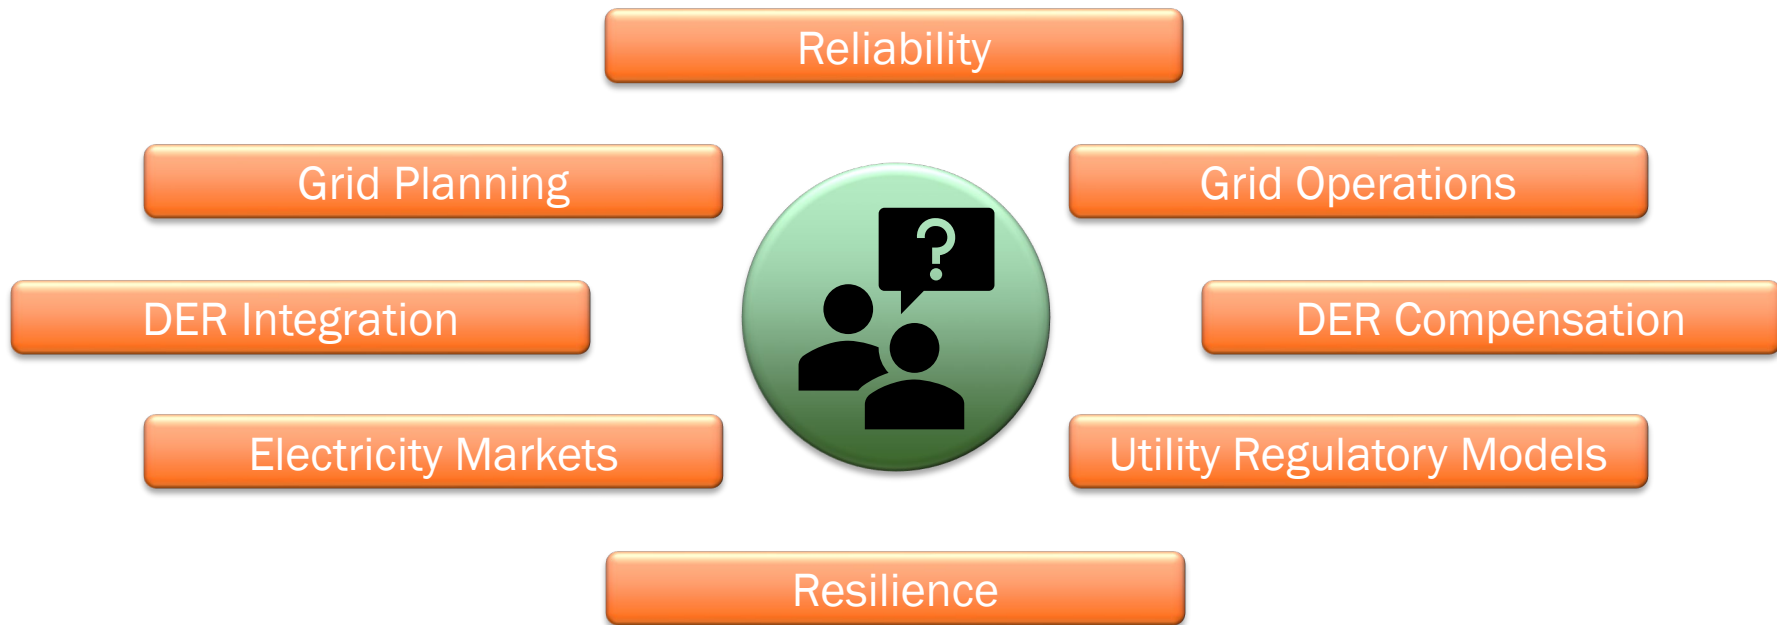 Reliability
Grid Planning
Grid Operations
?
DER Integration
DER Compensation
Electricity Markets
Utility Regulatory Models
Resilience